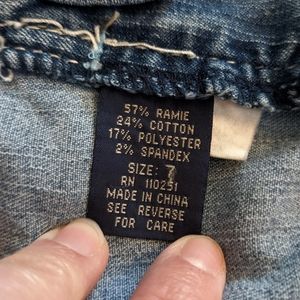 57% RAMIE
24% COTTON
17% POLYESTER
2% SPANDEX
SIZE: 7
RN 110251
MADE IN CHINA
SEE REVERSE
FOR CARE